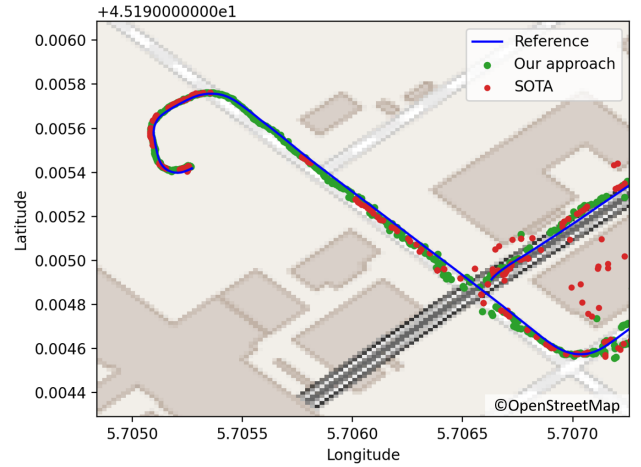 +4.5190000000e1
Reference
Our approach
SOTA
0.0060
0.0058
0.0056
0.0054
0.0052
0.0050
0.0048
0.0046
0.0044
Latitude
©OpenStreetMap
5.7050
5.7055
5.7060
5.7065
5.7070
Longitude